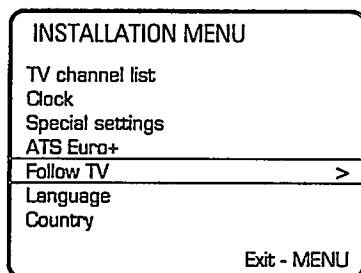 INSTALLATION MENU
TV channel list
Clock
Special settings
ATS Euro+
Follow TV >
Language
Country
Exit - MENU